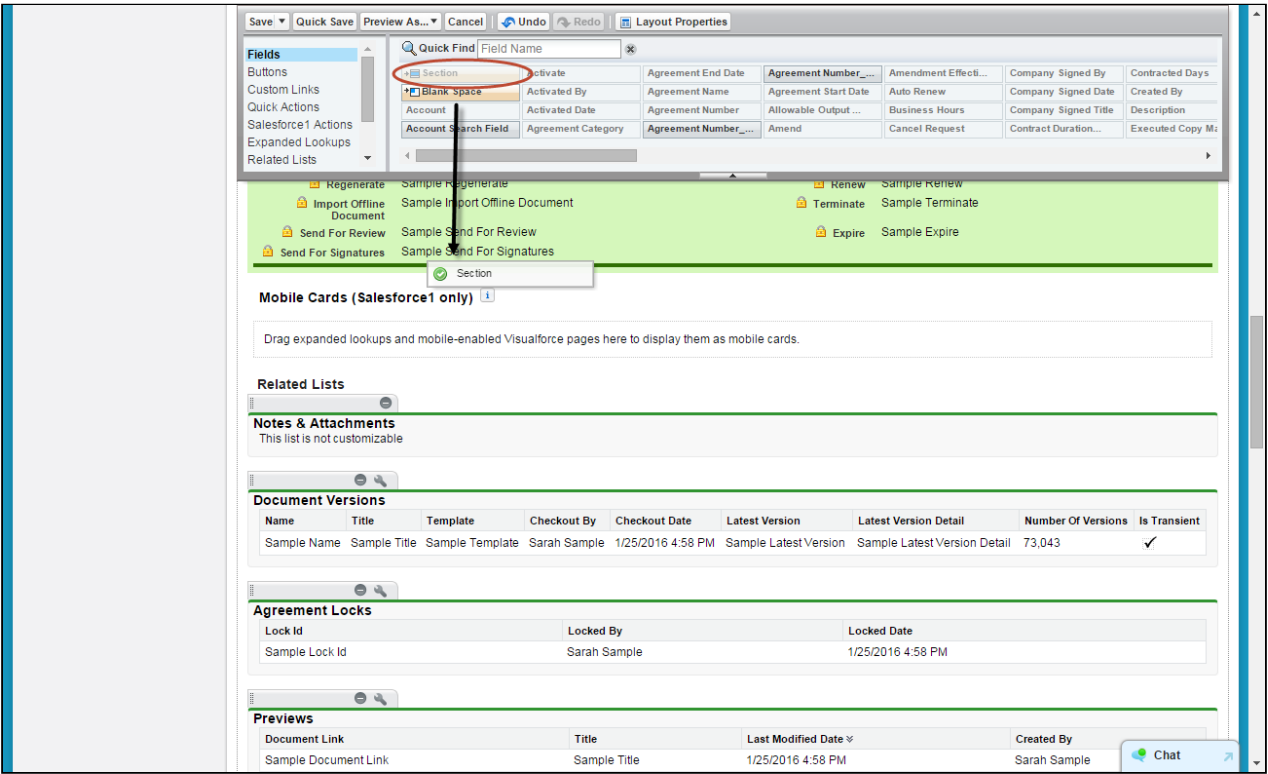 Save Quick Save Preview As... Cancel Undo Redo Layout Properties
Fields
Buttons
Custom Links
Quick Actions
Salesforce1 Actions
Expanded Lookups
Related Lists
Quick Find Field Name
Section Activate Agreement End Date Agreement Number_... Amendment Effecti... Company Signed By Contracted Days
Blank Space Activated By Agreement Name Agreement Start Date Auto Renew Company Signed Date Created By
Account Activated Date Agreement Number Allowable Output ... Business Hours Company Signed Title Description
Account Search Field Agreement Category Agreement Number_... Amend Cancel Request Contract Duration... Executed Copy Ma
Regenerate Sample Regenerate Renew Sample Renew
Import Offline Document Sample Import Offline Document Terminate Sample Terminate
Send For Review Sample Send For Review Expire Sample Expire
Send For Signatures Sample Send For Signatures
Section
Mobile Cards (Salesforce1 only) i
Drag expanded lookups and mobile-enabled Visualforce pages here to display them as mobile cards.
Related Lists
Notes & Attachments
This list is not customizable
Document Versions
Name Title Template Checkout By Checkout Date Latest Version Latest Version Detail Number Of Versions Is Transient
Sample Name Sample Title Sample Template Sarah Sample 1/25/2016 4:58 PM Sample Latest Version Sample Latest Version Detail 73,043
Agreement Locks
Lock Id Locked By Locked Date
Sample Lock Id Sarah Sample 1/25/2016 4:58 PM
Previews
Document Link Title Last Modified Date Created By
Sample Document Link Sample Title 1/25/2016 4:58 PM Sarah Sample
Chat